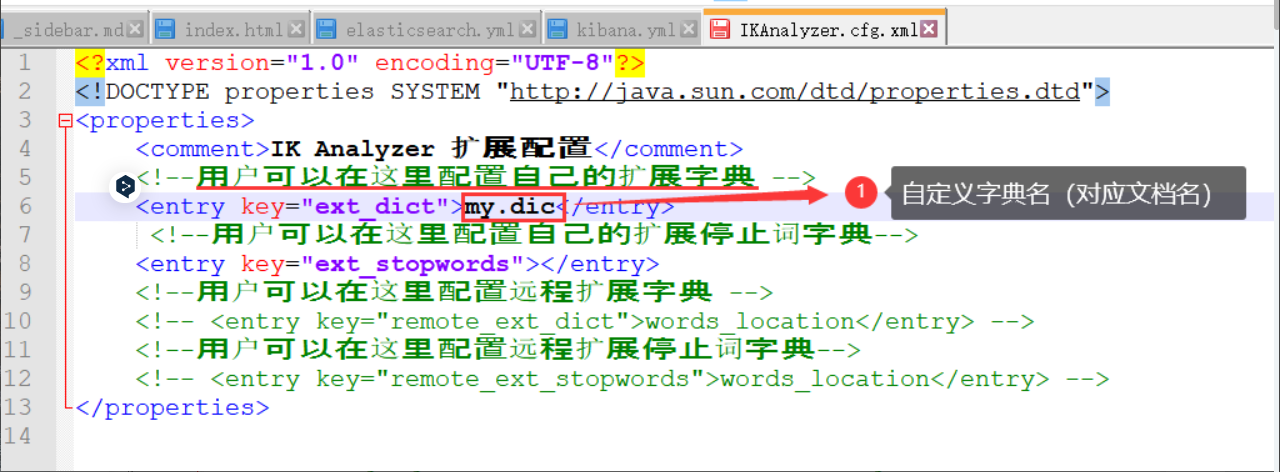 _sidebar.md index.html elasticsearch.yml kibana.yml IKAnalyzer.cfg.xml
1 <?xml version="1.0" encoding="UTF-8"?>
2 <!DOCTYPE properties SYSTEM "http://java.sun.com/dtd/properties.dtd">
3 <properties>
4 <comment>IK Analyzer 扩展配置</comment>
5 <!--用户可以在这里配置自己的扩展字典 -->
6 <entry key="ext_dict">my.dic</entry>
1 自定义字典名（对应文档名）
7 <!--用户可以在这里配置自己的扩展停止词字典-->
8 <entry key="ext_stopwords"></entry>
9 <!--用户可以在这里配置远程扩展字典 -->
10 <!-- <entry key="remote_ext_dict">words_location</entry> -->
11 <!--用户可以在这里配置远程扩展停止词字典-->
12 <!-- <entry key="remote_ext_stopwords">words_location</entry> -->
13 </properties>
14